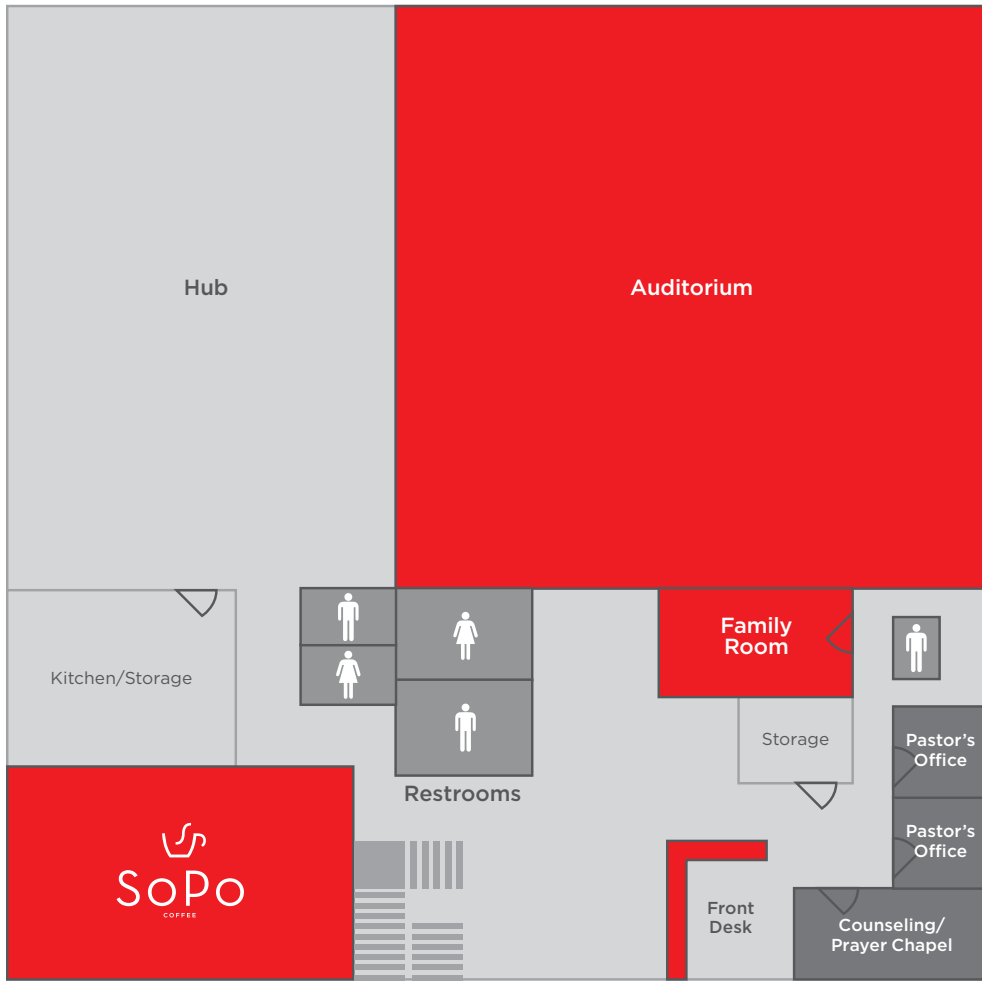 Hub
Auditorium
Family
Room
Kitchen/Storage
Storage
Pastor's
Office
Restrooms
Pastor's
Office
SoPo
COFFEE
Front
Desk
Counseling/
Prayer Chapel